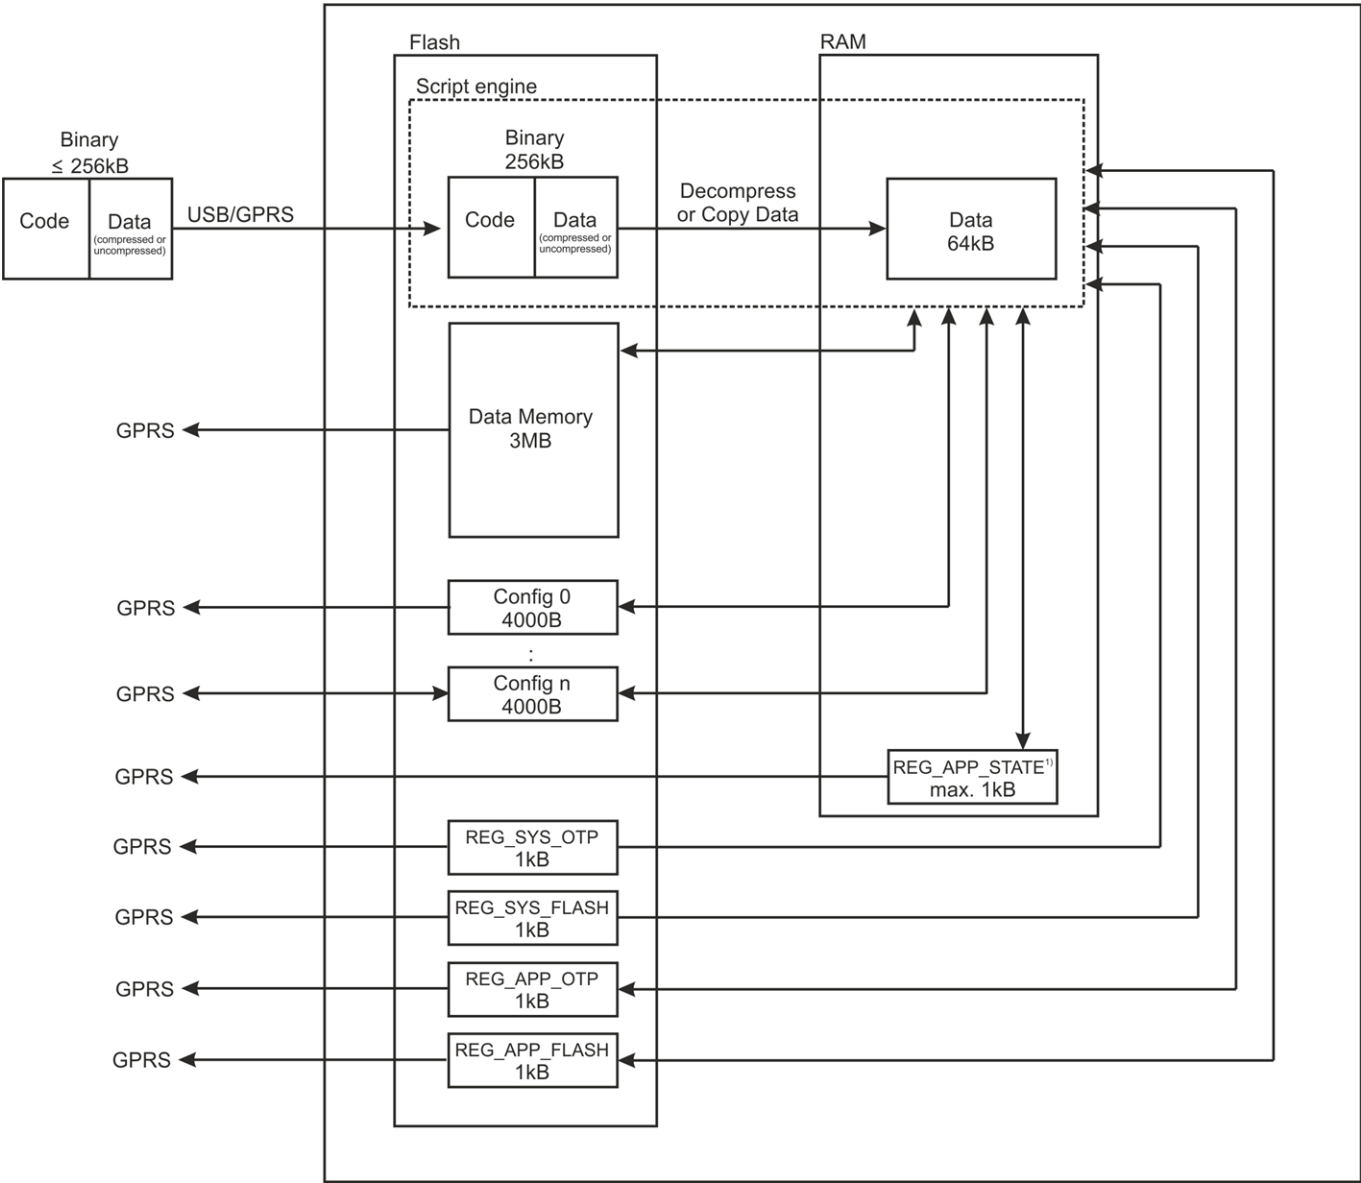 Flash
RAM
Script engine
Binary
≤ 256kB
Code
Data
(compressed or
uncompressed)
USB/GPRS
Binary
256kB
Code
Data
(compressed or
uncompressed)
Decompress
or Copy Data
Data
64kB
GPRS
Data Memory
3MB
GPRS
Config 0
4000B
:
GPRS
Config n
4000B
GPRS
REG_APP_STATE¹⁾
max. 1kB
GPRS
REG_SYS_OTP
1kB
GPRS
REG_SYS_FLASH
1kB
GPRS
REG_APP_OTP
1kB
GPRS
REG_APP_FLASH
1kB